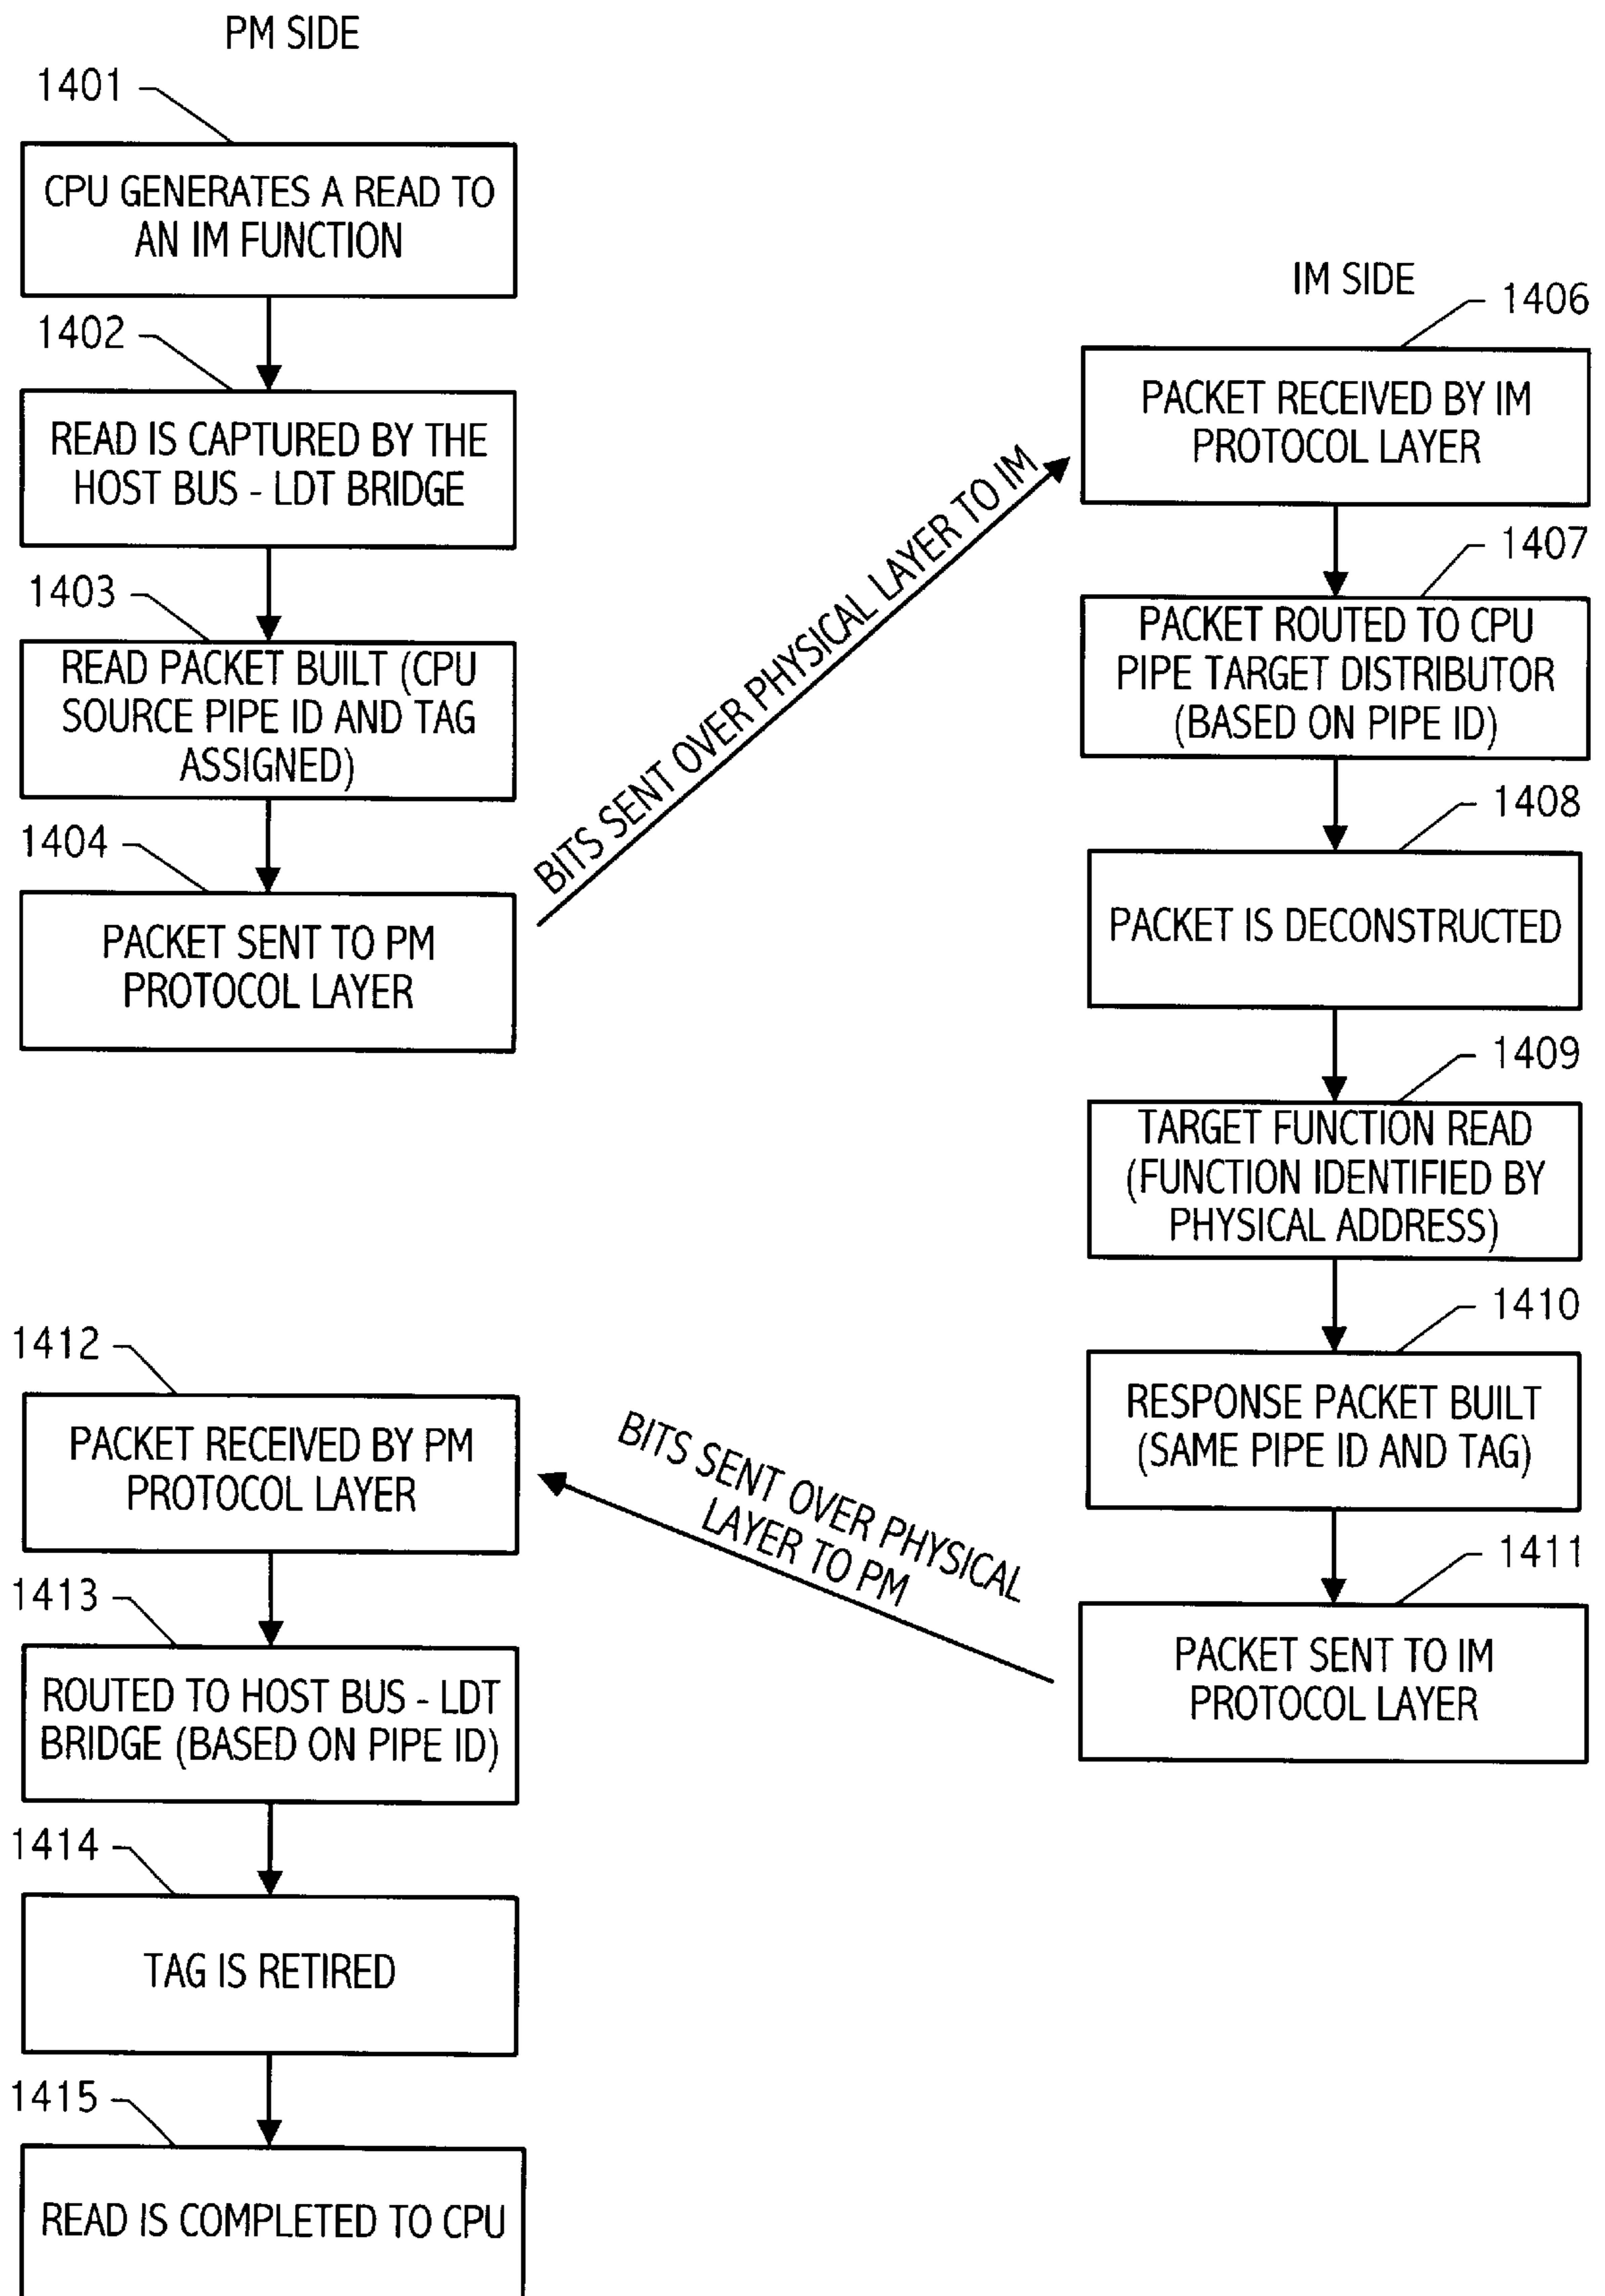 PM SIDE
1401
CPU GENERATES A READ TO
AN IM FUNCTION
1402
READ IS CAPTURED BY THE
HOST BUS - LDT BRIDGE
1403
READ PACKET BUILT (CPU
SOURCE PIPE ID AND TAG
ASSIGNED)
1404
PACKET SENT TO PM
PROTOCOL LAYER
BITS SENT OVER PHYSICAL LAYER TO IM
IM SIDE
1406
PACKET RECEIVED BY IM
PROTOCOL LAYER
1407
PACKET ROUTED TO CPU
PIPE TARGET DISTRIBUTOR
(BASED ON PIPE ID)
1408
PACKET IS DECONSTRUCTED
1409
TARGET FUNCTION READ
(FUNCTION IDENTIFIED BY
PHYSICAL ADDRESS)
1410
RESPONSE PACKET BUILT
(SAME PIPE ID AND TAG)
1411
PACKET SENT TO IM
PROTOCOL LAYER
BITS SENT OVER PHYSICAL
LAYER TO PM
1412
PACKET RECEIVED BY PM
PROTOCOL LAYER
1413
ROUTED TO HOST BUS - LDT
BRIDGE (BASED ON PIPE ID)
1414
TAG IS RETIRED
1415
READ IS COMPLETED TO CPU